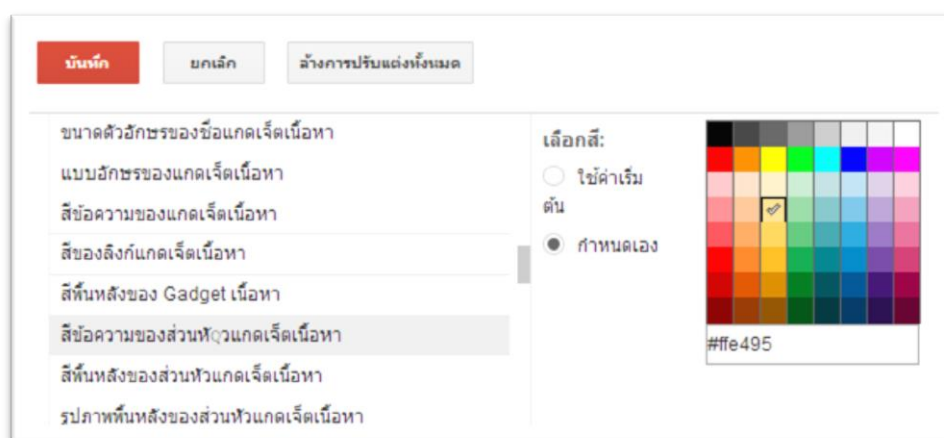 บันทึก
ยกเลิก
ล้างการปรับแต่งทั้งหมด
ขนาดตัวอักษรของชื่อแกดเจ็ตเนื้อหา
แบบอักษรของแกดเจ็ตเนื้อหา
สีข้อความของแกดเจ็ตเนื้อหา
สีของลิงก์แกดเจ็ตเนื้อหา
สีพื้นหลังของ Gadget เนื้อหา
สีข้อความของส่วนหัวแกดเจ็ตเนื้อหา
สีพื้นหลังของส่วนหัวแกดเจ็ตเนื้อหา
รูปภาพพื้นหลังของส่วนหัวแกดเจ็ตเนื้อหา
เลือกสี:
ใช้ค่าเริ่ม
ต้น
กำหนดเอง
#ffe495